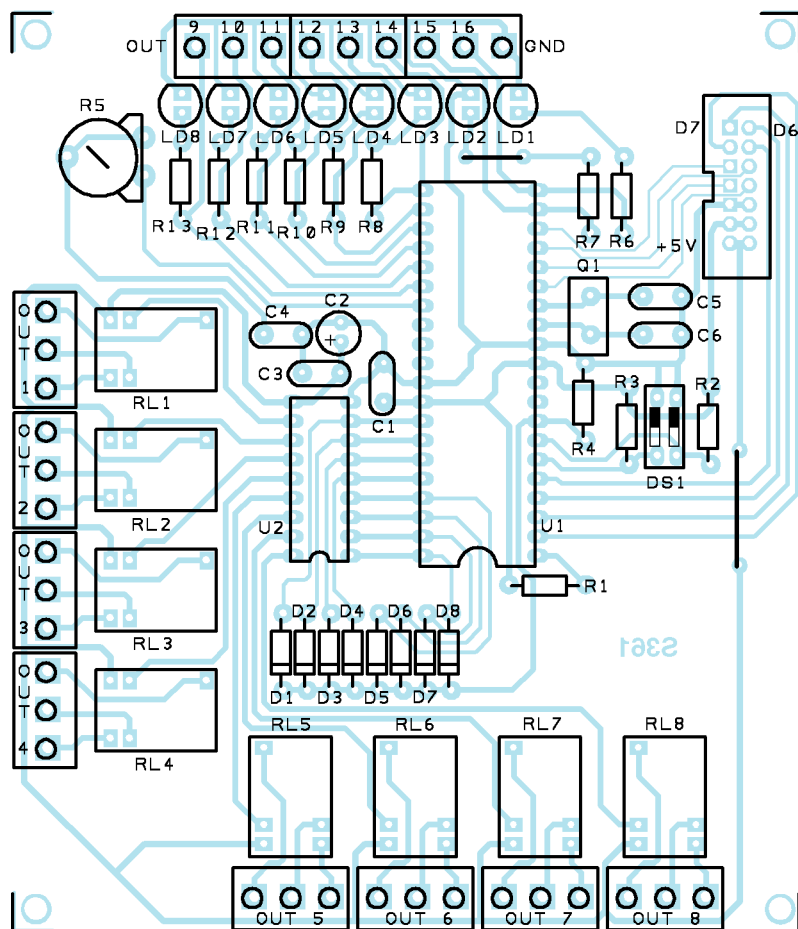 OUT 9 10 11 12 13 14 15 16 GND
R5
LD8 LD7 LD6 LD5 LD4 LD3 LD2 LD1
D7 D6
R13 R12 R11 R10 R9 R8
R7 R6
+5V
Q1
C4 C2
C5
+
C6
OUT 1
RL1
C3
C1
R3 R2
R4
DS1
OUT 2
RL2
U2
U1
OUT 3
RL3
R1
D2 D4 D6 D8
S361
D1 D3 D5 D7
OUT 4
RL4
RL5 RL6 RL7 RL8
OUT 5 OUT 6 OUT 7 OUT 8